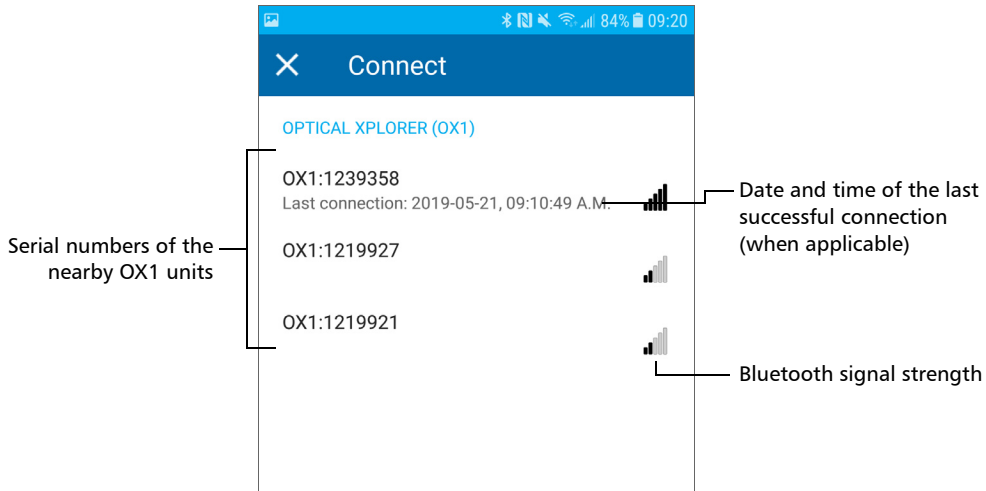 84% 09:20
Connect
OPTICAL XPLORER (OX1)
OX1:1239358
Last connection: 2019-05-21, 09:10:49 A.M.
OX1:1219927
OX1:1219921
Serial numbers of the
nearby OX1 units
Date and time of the last
successful connection
(when applicable)
Bluetooth signal strength